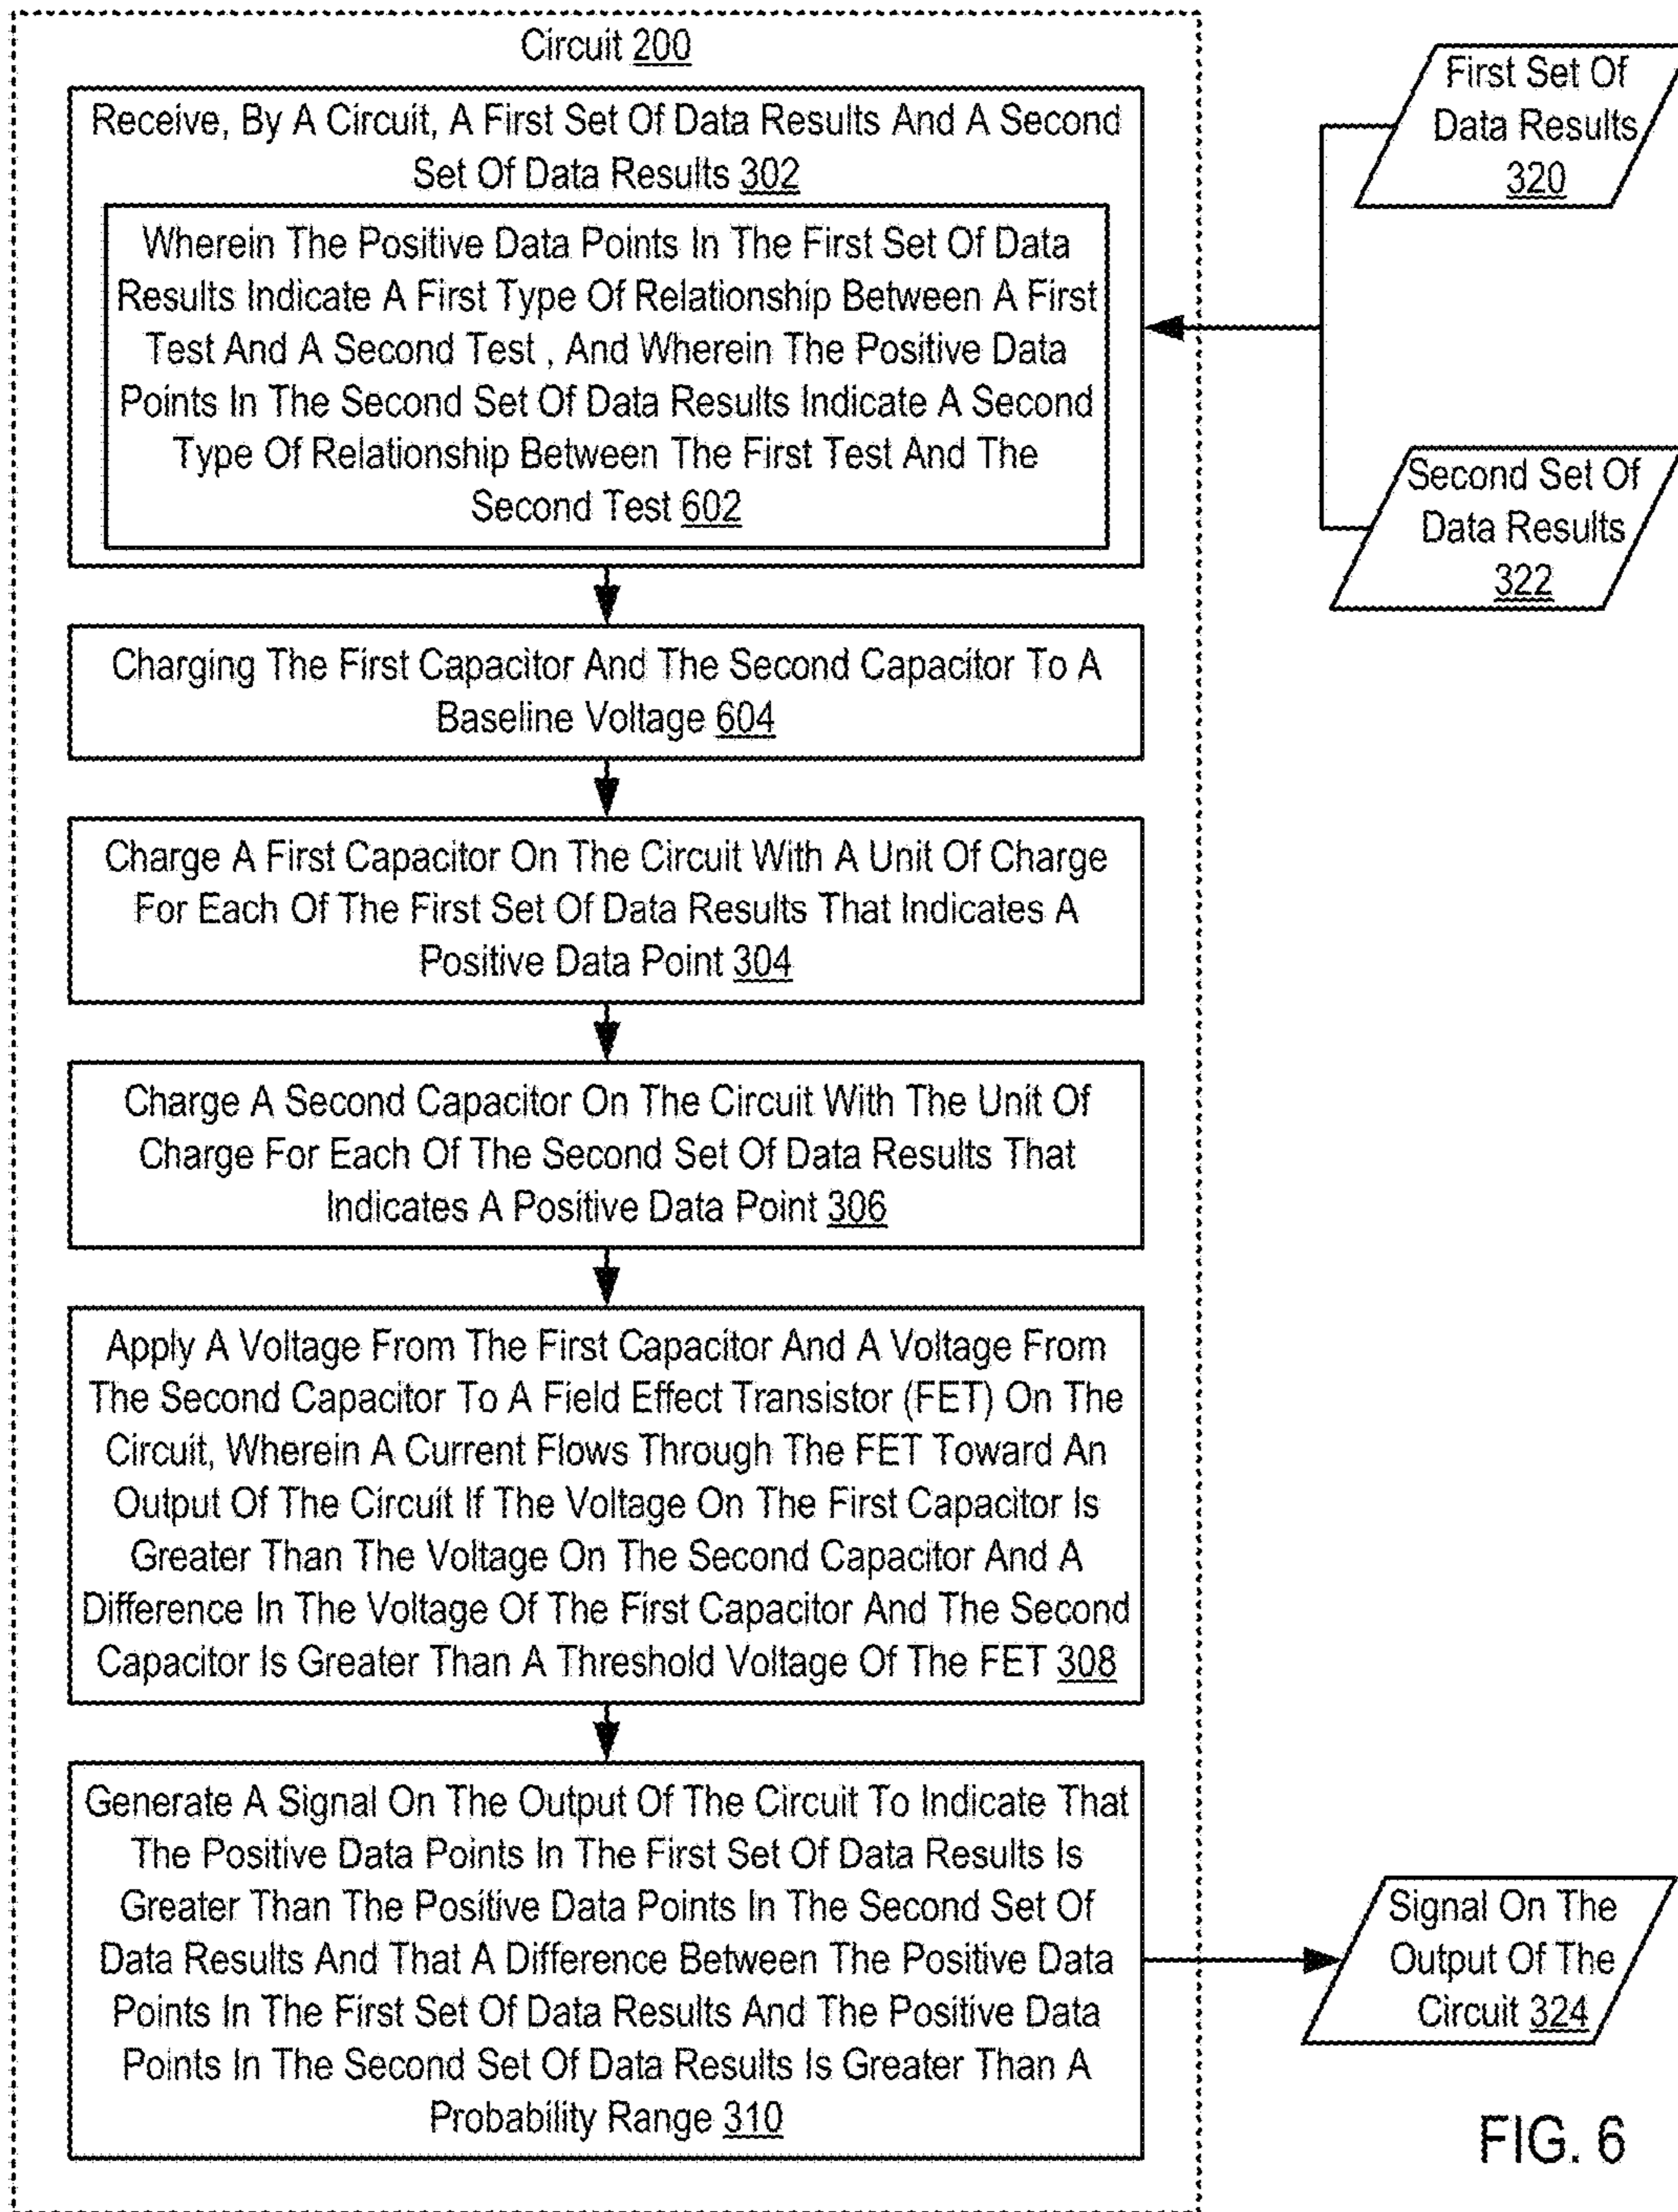 Circuit 200
Receive, By A Circuit, A First Set Of Data Results And A Second
Set Of Data Results 302
Wherein The Positive Data Points In The First Set Of Data
Results Indicate A First Type Of Relationship Between A First
Test And A Second Test , And Wherein The Positive Data
Points In The Second Set Of Data Results Indicate A Second
Type Of Relationship Between The First Test And The
Second Test 602
First Set Of
Data Results
320
Second Set Of
Data Results
322
Charging The First Capacitor And The Second Capacitor To A
Baseline Voltage 604
Charge A First Capacitor On The Circuit With A Unit Of Charge
For Each Of The First Set Of Data Results That Indicates A
Positive Data Point 304
Charge A Second Capacitor On The Circuit With The Unit Of
Charge For Each Of The Second Set Of Data Results That
Indicates A Positive Data Point 306
Apply A Voltage From The First Capacitor And A Voltage From
The Second Capacitor To A Field Effect Transistor (FET) On The
Circuit, Wherein A Current Flows Through The FET Toward An
Output Of The Circuit If The Voltage On The First Capacitor Is
Greater Than The Voltage On The Second Capacitor And A
Difference In The Voltage Of The First Capacitor And The Second
Capacitor Is Greater Than A Threshold Voltage Of The FET 308
Generate A Signal On The Output Of The Circuit To Indicate That
The Positive Data Points In The First Set Of Data Results Is
Greater Than The Positive Data Points In The Second Set Of
Data Results And That A Difference Between The Positive Data
Points In The First Set Of Data Results And The Positive Data
Points In The Second Set Of Data Results Is Greater Than A
Probability Range 310
Signal On The
Output Of The
Circuit 324
FIG. 6